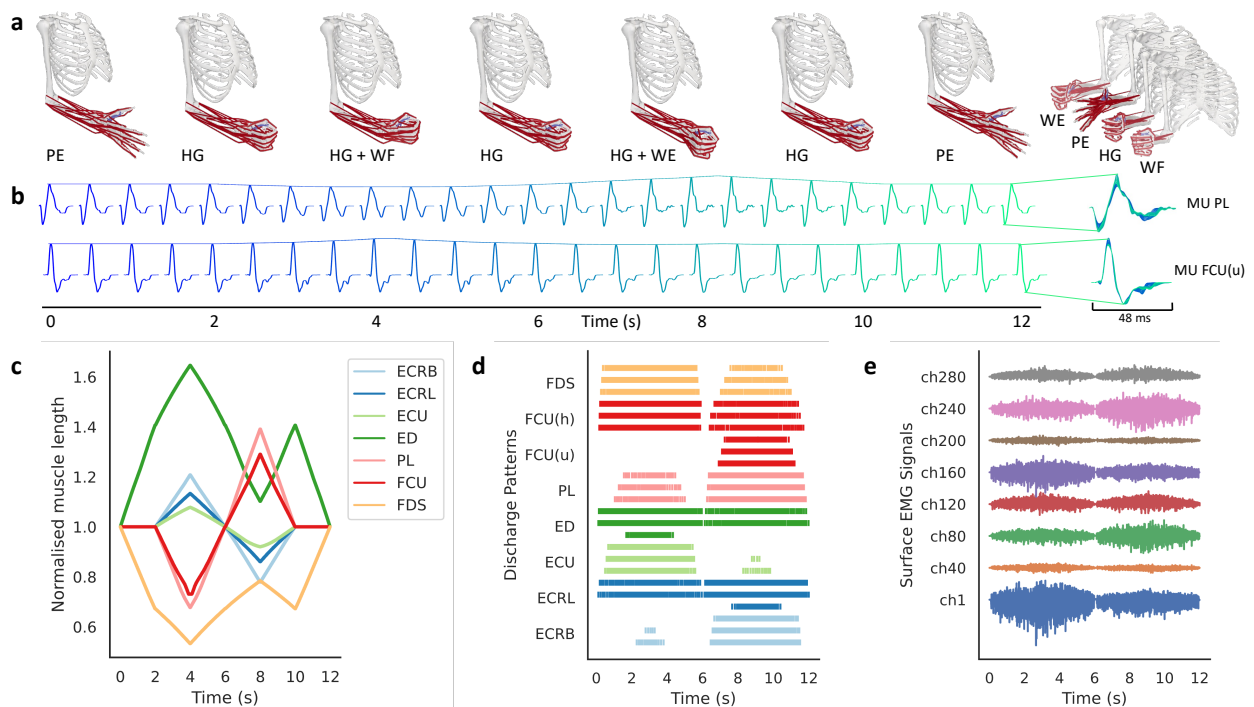 a
PE
HG
HG + WF
HG
HG + WE
HG
PE
WE
PE
HG
WF
b
MU PL
MU FCU(u)
0 2 4 6 Time (s) 8 10 12
48 ms
c
Normalised muscle length
1.6
1.4
1.2
1.0
0.8
0.6
0 2 4 6 8 10 12
Time (s)
ECRB
ECRL
ECU
ED
PL
FCU
FDS
d
Discharge Patterns
FDS
FCU(h)
FCU(u)
PL
ED
ECU
ECRL
ECRB
0 2 4 6 8 10 12
Time (s)
e
Surface EMG Signals
ch280
ch240
ch200
ch160
ch120
ch80
ch40
ch1
0 2 4 6 8 10 12
Time (s)